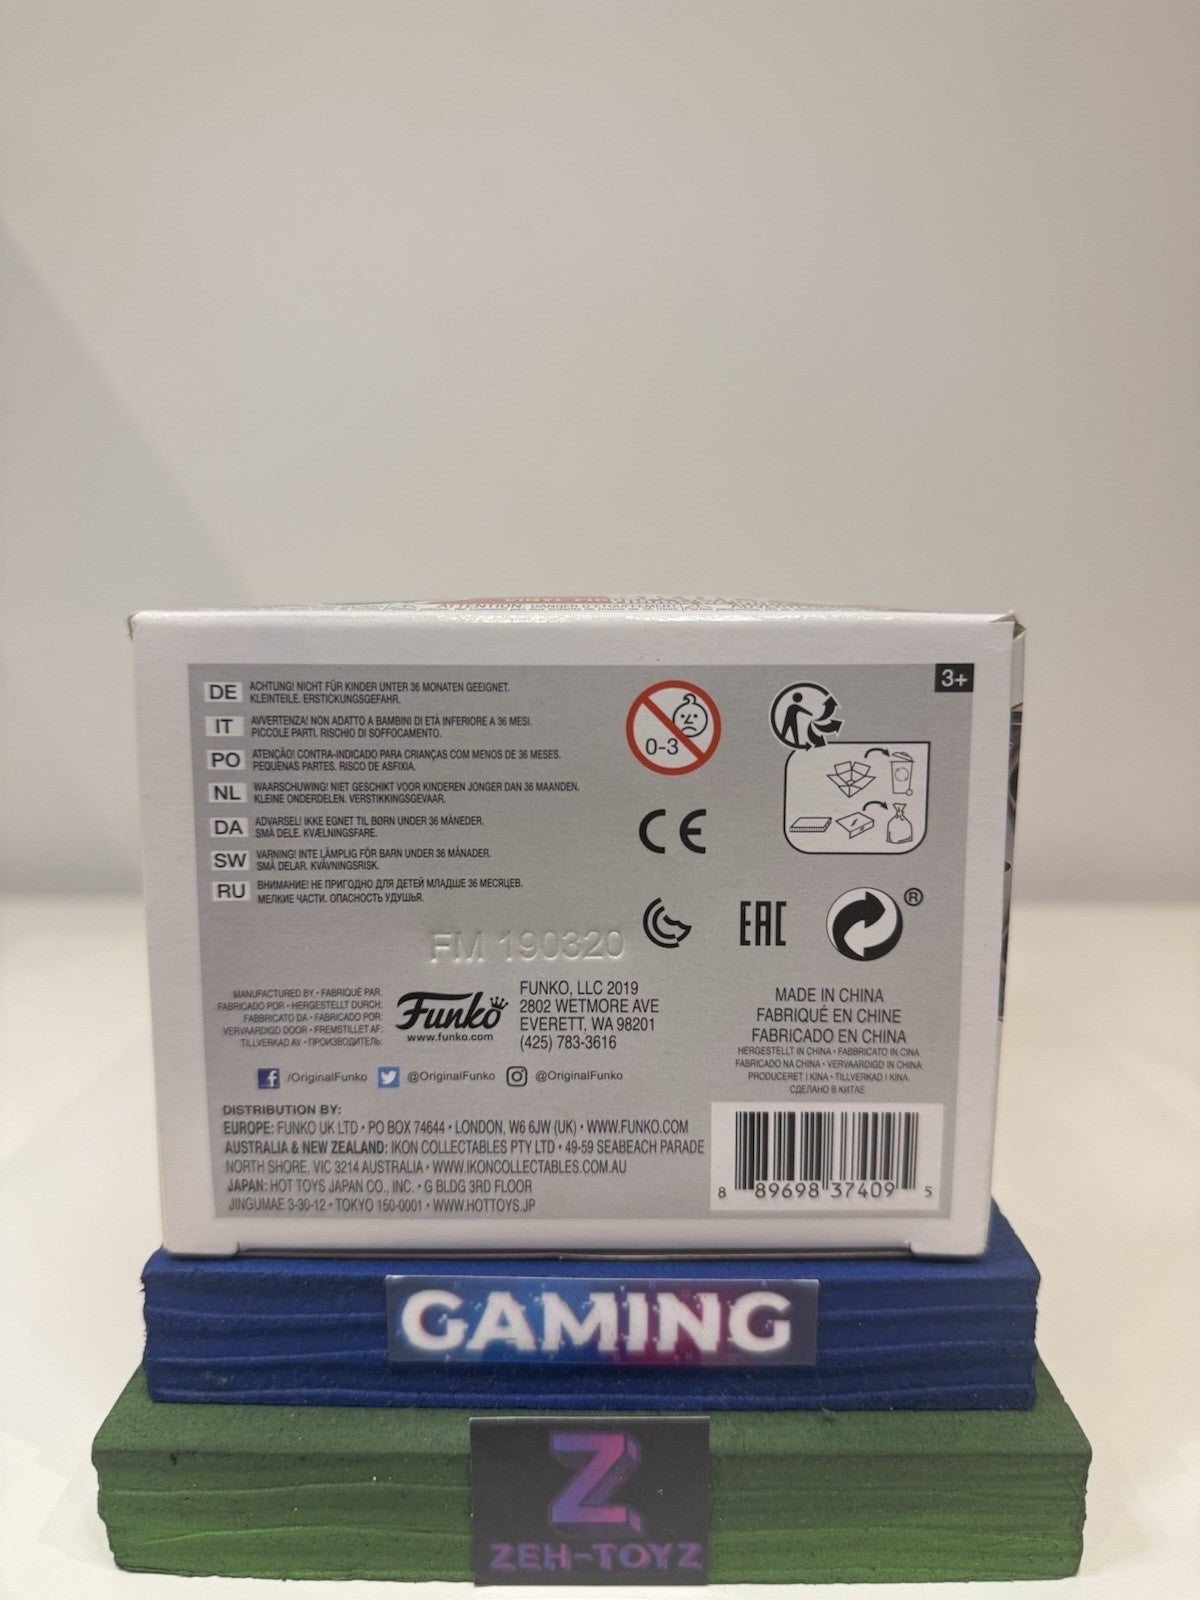 3+
DE ACHTUNG! NICHT FÜR KINDER UNTER 36 MONATEN GEEIGNET.
KLEINTEILE. ERSTICKUNGSGEFAHR.
IT AVVERTENZA! NON ADATTO A BAMBINI DI ETÀ INFERIORE A 36 MESI.
PICCOLE PARTI. RISCHIO DI SOFFOCAMENTO.
PO ATENÇÃO! CONTRA-INDICADO PARA CRIANÇAS COM MENOS DE 36 MESES.
PEQUENAS PARTES. RISCO DE ASFIXIA.
NL WAARSCHUWING! NIET GESCHIKT VOOR KINDEREN JONGER DAN 36 MAANDEN.
KLEINE ONDERDELEN. VERSTIKKINGSGEVAAR.
DA ADVARSEL! IKKE EGNET TIL BØRN UNDER 36 MÅNEDER.
SMÅ DELE. KVÆLNINGSFARE.
SW VARNING! INTE LÄMPLIG FÖR BARN UNDER 36 MÅNADER.
SMÅ DELAR. KVÄVNINGSRISK.
RU ВНИМАНИЕ! НЕ ПРИГОДНО ДЛЯ ДЕТЕЙ МЛАДШЕ 36 МЕСЯЦЕВ.
МЕЛКИЕ ЧАСТИ. ОПАСНОСТЬ УДУШЬЯ.
0-3
CE
EAC
®
FM 190320
MANUFACTURED BY • FABRIQUÉ PAR:
FABRICADO POR • HERGESTELLT DURCH:
FABBRICATO DA • FABRICADO POR:
VERVAARDIGD DOOR • FREMSTILLET AF:
TILLVERKAD AV • ПРОИЗВОДИТЕЛЬ:
Funko
www.funko.com
FUNKO, LLC 2019
2802 WETMORE AVE
EVERETT, WA 98201
(425) 783-3616
/OriginalFunko @OriginalFunko @OriginalFunko
MADE IN CHINA
FABRIQUÉ EN CHINE
FABRICADO EN CHINA
HERGESTELLT IN CHINA • FABBRICATO IN CINA
FABRICADO NA CHINA • VERVAARDIGD IN CHINA
PRODUCERET I KINA • TILLVERKAD I KINA
СДЕЛАНО В КИТАЕ
DISTRIBUTION BY:
EUROPE: FUNKO UK LTD • PO BOX 74644 • LONDON, W6 6JW (UK) • WWW.FUNKO.COM
AUSTRALIA & NEW ZEALAND: IKON COLLECTABLES PTY LTD • 49-59 SEABEACH PARADE
NORTH SHORE, VIC 3214 AUSTRALIA • WWW.IKONCOLLECTABLES.COM.AU
JAPAN: HOT TOYS JAPAN CO., INC. • G BLDG 3RD FLOOR
JINGUMAE 3-30-12 • TOKYO 150-0001 • WWW.HOTTOYS.JP
8 89698 37409 5
GAMING
Z
ZEH-TOYZ